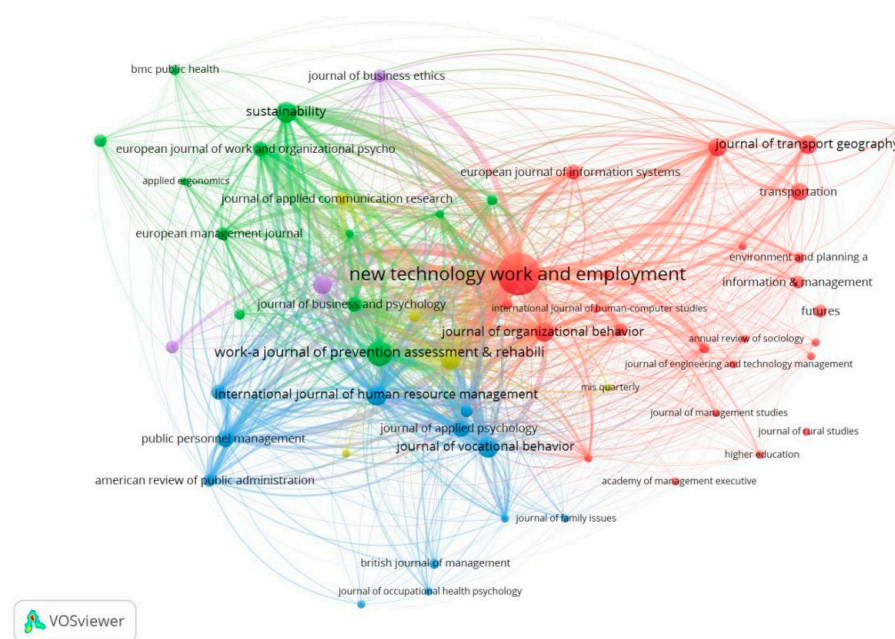 bmc public health
journal of business ethics
sustainability
european journal of work and organizational psycho
journal of transport geography
european journal of information systems
applied ergonomics
transportation
journal of applied communication research
european management journal
environment and planning a
new technology work and employment
information & management
journal of business and psychology
international journal of human-computer studies
futures
journal of organizational behavior
annual review of sociology
work-a journal of prevention assessment & rehabili
journal of engineering and technology management
mis quarterly
international journal of human resource management
journal of management studies
journal of applied psychology
journal of rural studies
public personnel management
journal of vocational behavior
higher education
american review of public administration
academy of management executive
journal of family issues
british journal of management
journal of occupational health psychology
VOSviewer